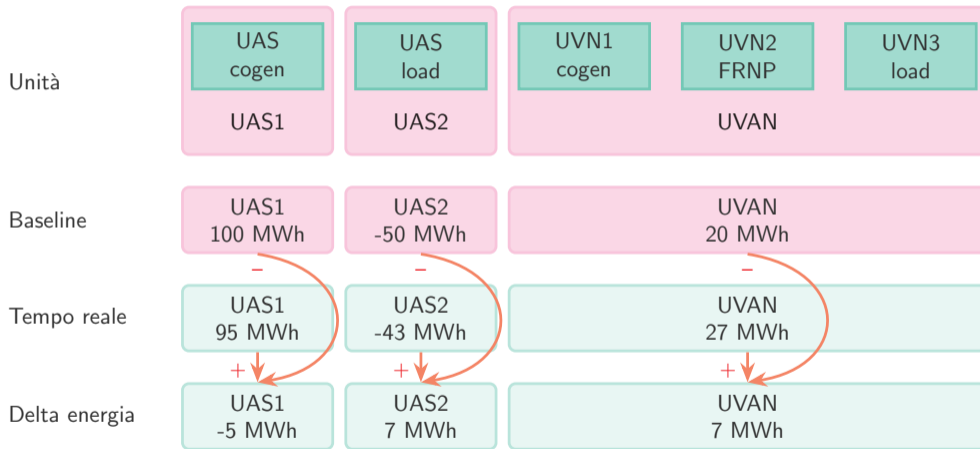 Unità
UAS
cogen
UAS1
UAS
load
UAS2
UVN1
cogen
UVN2
FRNP
UVN3
load
UVAN
Baseline
UAS1
100 MWh
UAS2
-50 MWh
UVAN
20 MWh
–
–
–
Tempo reale
UAS1
95 MWh
UAS2
-43 MWh
UVAN
27 MWh
+
+
+
Delta energia
UAS1
-5 MWh
UAS2
7 MWh
UVAN
7 MWh